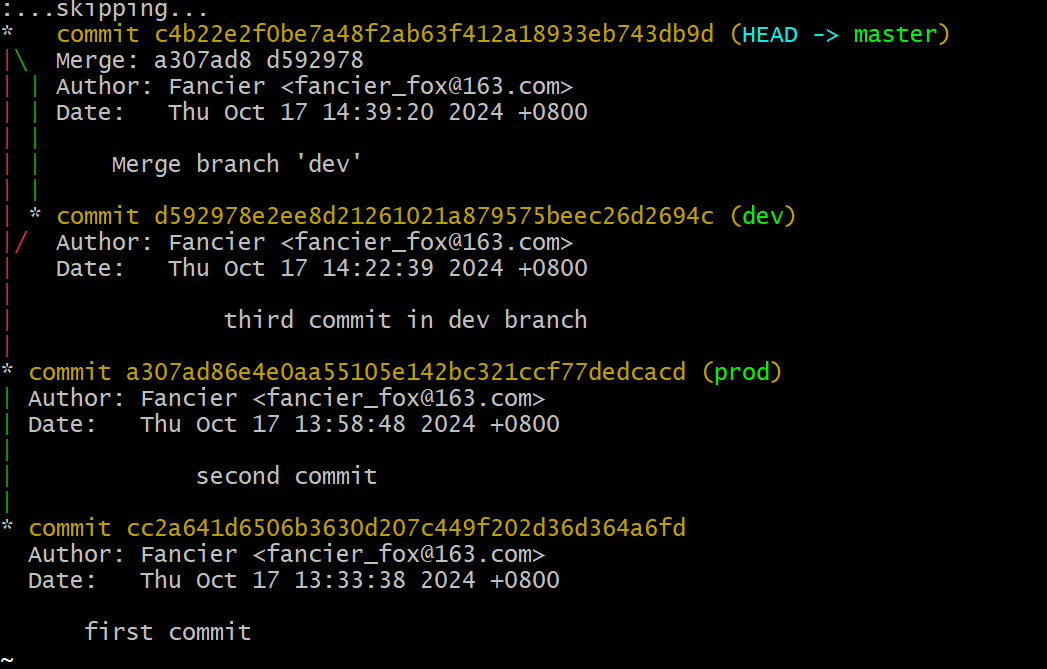 :...skipping...
*   commit c4b22e2f0be7a48f2ab63f412a18933eb743db9d (HEAD -> master)
|\  Merge: a307ad8 d592978
| | Author: Fancier <fancier_fox@163.com>
| | Date:   Thu Oct 17 14:39:20 2024 +0800
| |
| |     Merge branch 'dev'
| |
| * commit d592978e2ee8d21261021a879575beec26d2694c (dev)
|/  Author: Fancier <fancier_fox@163.com>
|   Date:   Thu Oct 17 14:22:39 2024 +0800
|
|               third commit in dev branch
|
* commit a307ad86e4e0aa55105e142bc321ccf77dedcacd (prod)
| Author: Fancier <fancier_fox@163.com>
| Date:   Thu Oct 17 13:58:48 2024 +0800
|
|             second commit
|
* commit cc2a641d6506b3630d207c449f202d36d364a6fd
  Author: Fancier <fancier_fox@163.com>
  Date:   Thu Oct 17 13:33:38 2024 +0800

      first commit
~